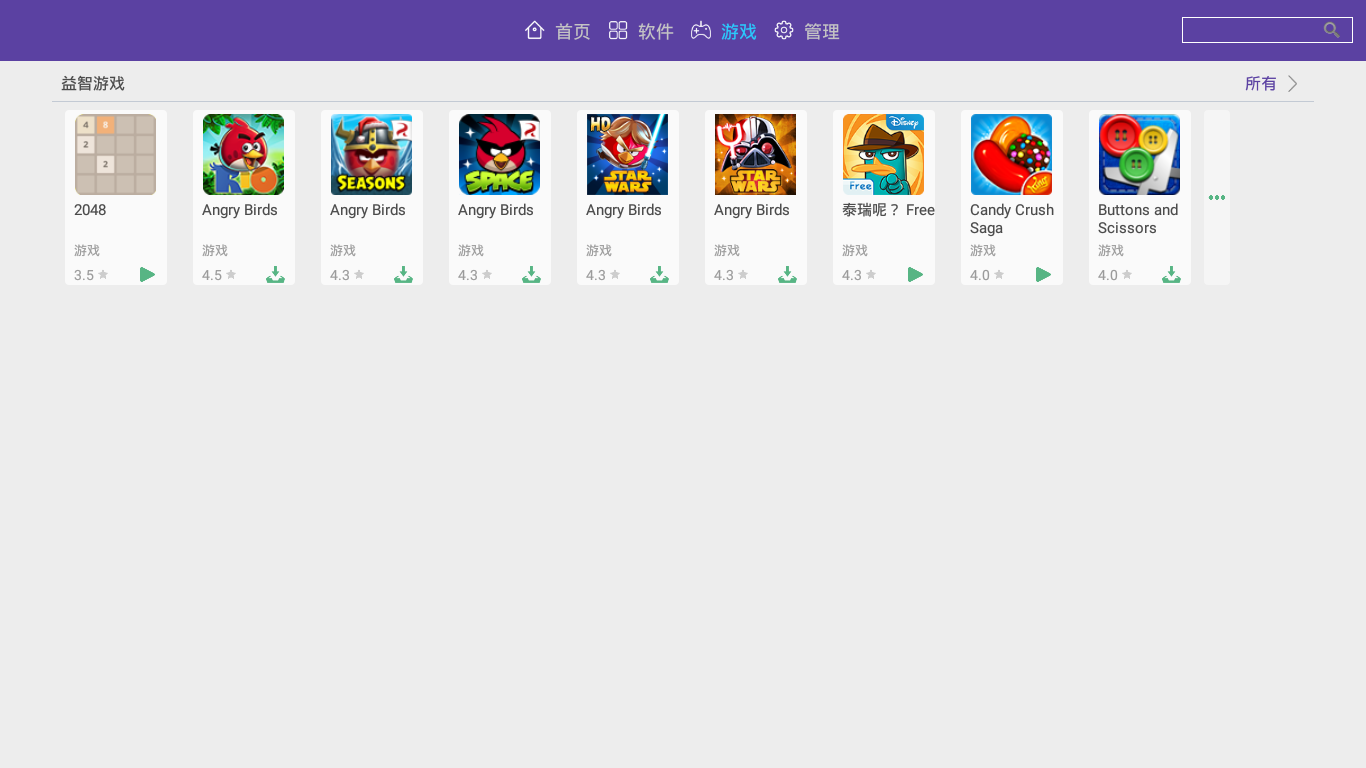 首页 软件 游戏 管理
益智游戏 所有
4 8
2
2
RIO
SEASONS
SPACE
HD
STAR WARS
STAR WARS
Disney
Free
King
2048 Angry Birds Angry Birds Angry Birds Angry Birds Angry Birds 泰瑞呢？ Free Candy Crush Saga Buttons and Scissors
游戏 游戏 游戏 游戏 游戏 游戏 游戏 游戏 游戏
3.5 4.5 4.3 4.3 4.3 4.3 4.3 4.0 4.0